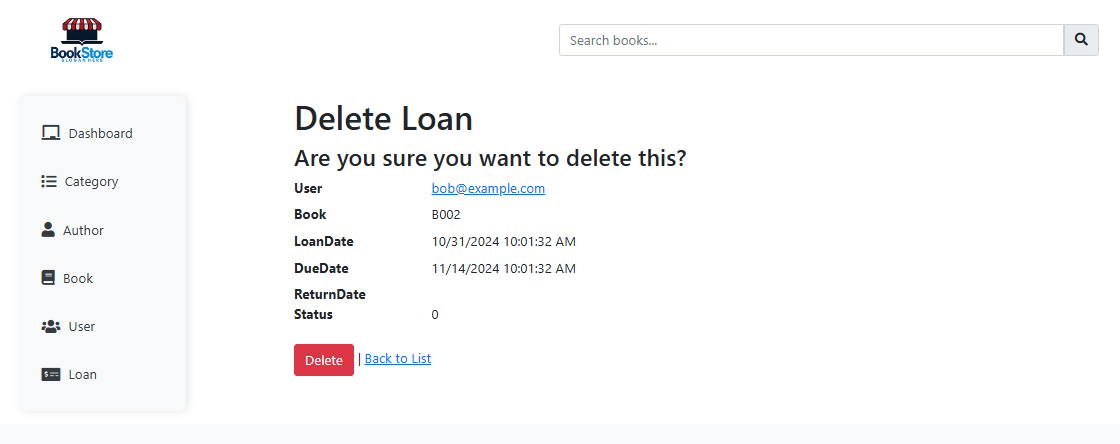 BookStore
SLOGAN HERE
Search books...
Dashboard
Category
Author
Book
User
Loan
Delete Loan
Are you sure you want to delete this?
User bob@example.com
Book B002
LoanDate 10/31/2024 10:01:32 AM
DueDate 11/14/2024 10:01:32 AM
ReturnDate
Status 0
Delete | Back to List